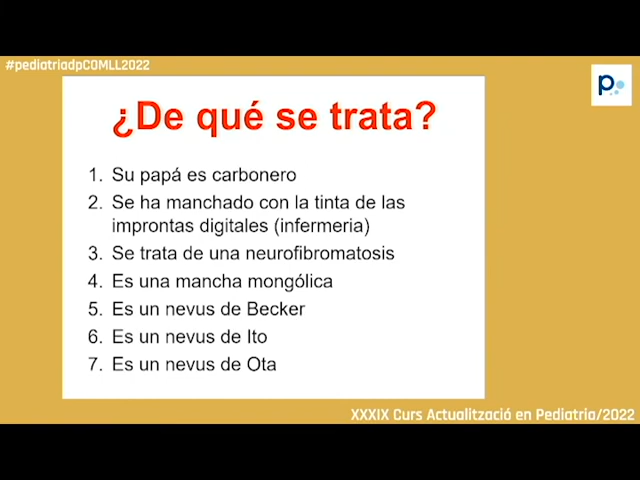 #pediatriadpCOMLL2022
p
¿De qué se trata?
1. Su papá es carbonero
2. Se ha manchado con la tinta de las
improntas digitales (infermeria)
3. Se trata de una neurofibromatosis
4. Es una mancha mongólica
5. Es un nevus de Becker
6. Es un nevus de Ito
7. Es un nevus de Ota
XXXIX Curs Actualització en Pediatria/2022